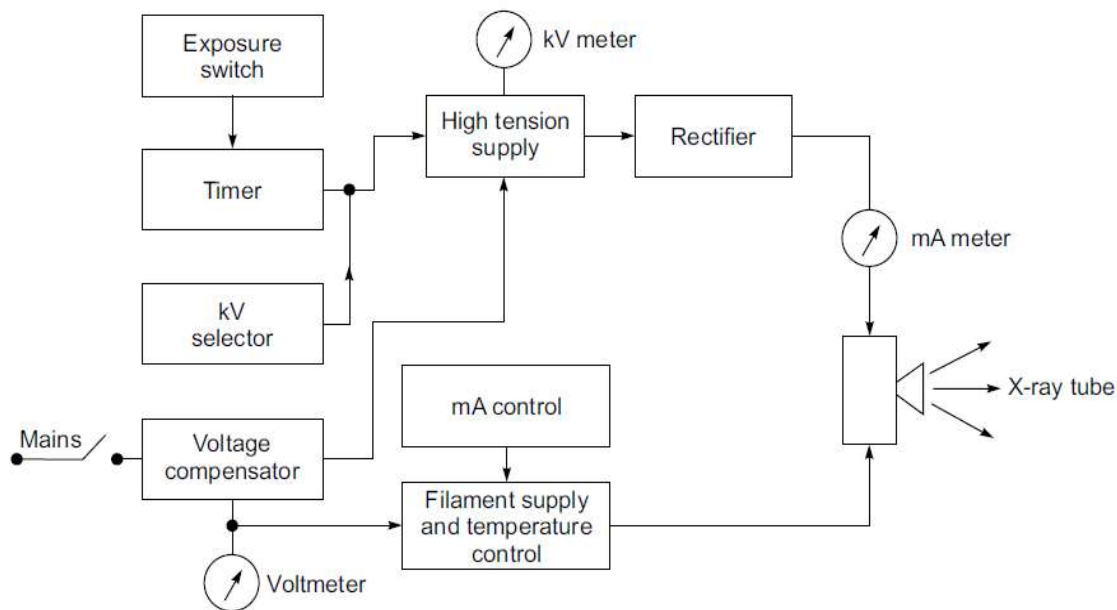 Exposure
switch
kV meter
High tension
supply
Rectifier
Timer
mA meter
kV
selector
mA control
X-ray tube
Mains
Voltage
compensator
Filament supply
and temperature
control
Voltmeter